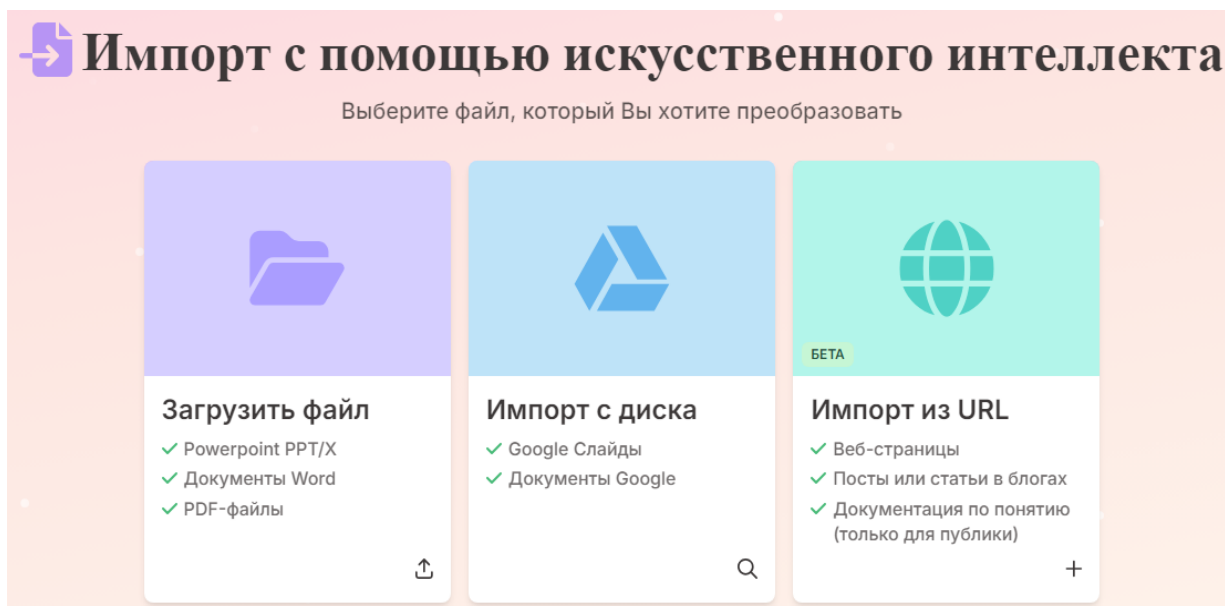 Импорт с помощью искусственного интеллекта
Выберите файл, который Вы хотите преобразовать
Загрузить файл
Powerpoint PPT/X
Документы Word
PDF-файлы
Импорт с диска
Google Слайды
Документы Google
БЕТА
Импорт из URL
Веб-страницы
Посты или статьи в блогах
Документация по понятию
(только для публики)